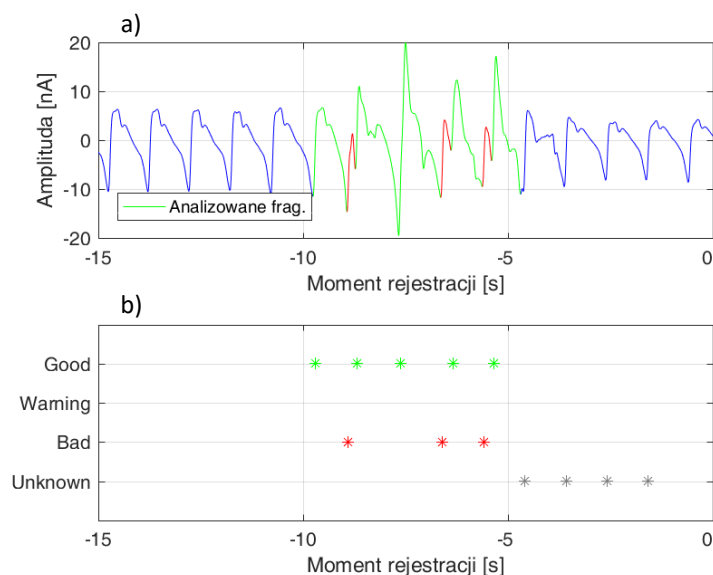 a)
20
10
0
-10
-20
Amplituda [nA]
Analizowane frag.
-15
-10
-5
0
Moment rejestracji [s]
b)
Good
Warning
Bad
Unknown
-15
-10
-5
0
Moment rejestracji [s]